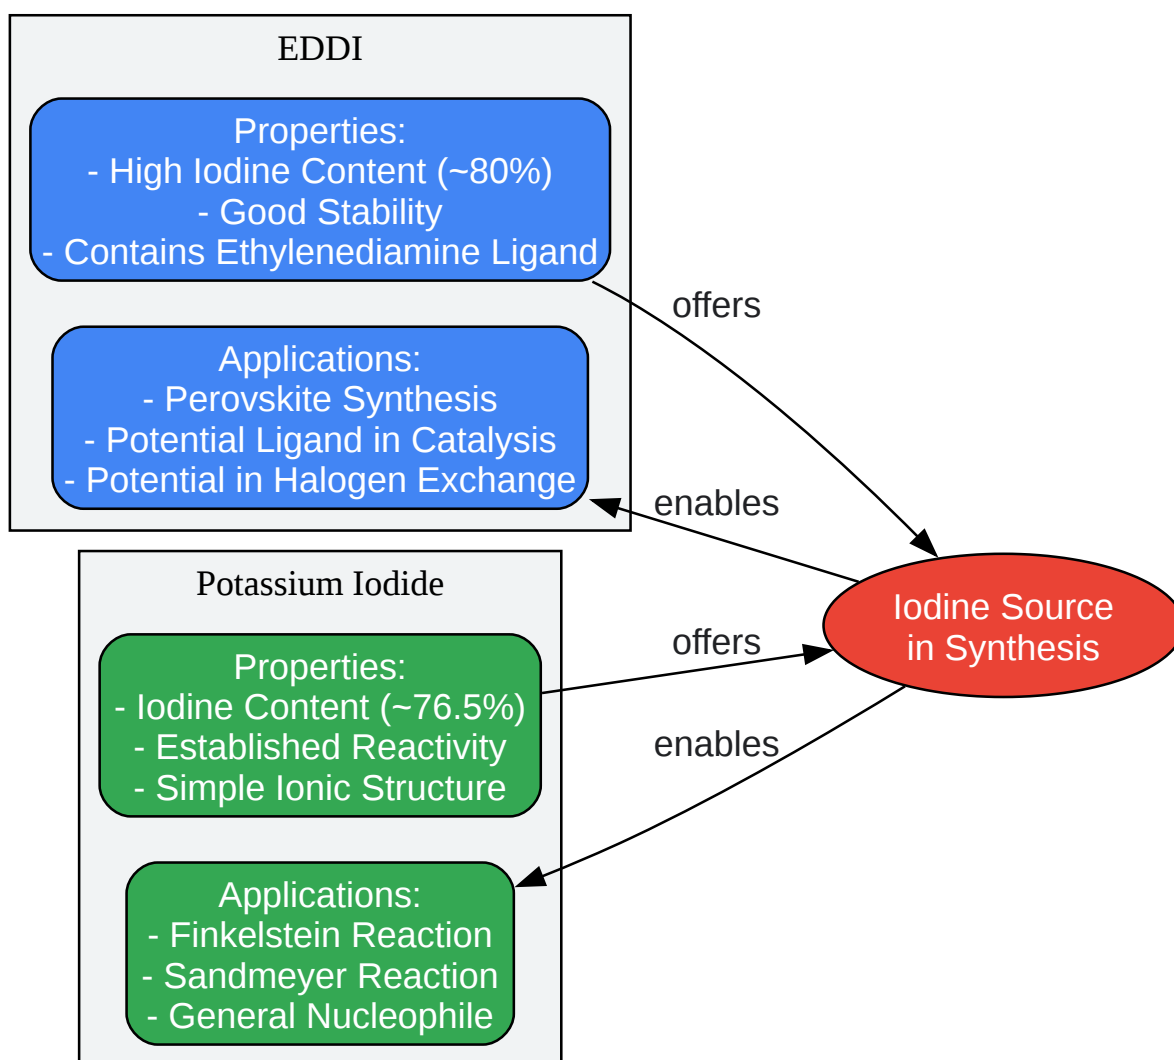 EDDI
Properties:
- High Iodine Content (~80%)
- Good Stability
- Contains Ethylenediamine Ligand
offers
Applications:
- Perovskite Synthesis
- Potential Ligand in Catalysis
- Potential in Halogen Exchange
enables
Potassium Iodide
Iodine Source
in Synthesis
Properties:
- Iodine Content (~76.5%)
- Established Reactivity
- Simple Ionic Structure
offers
enables
Applications:
- Finkelstein Reaction
- Sandmeyer Reaction
- General Nucleophile